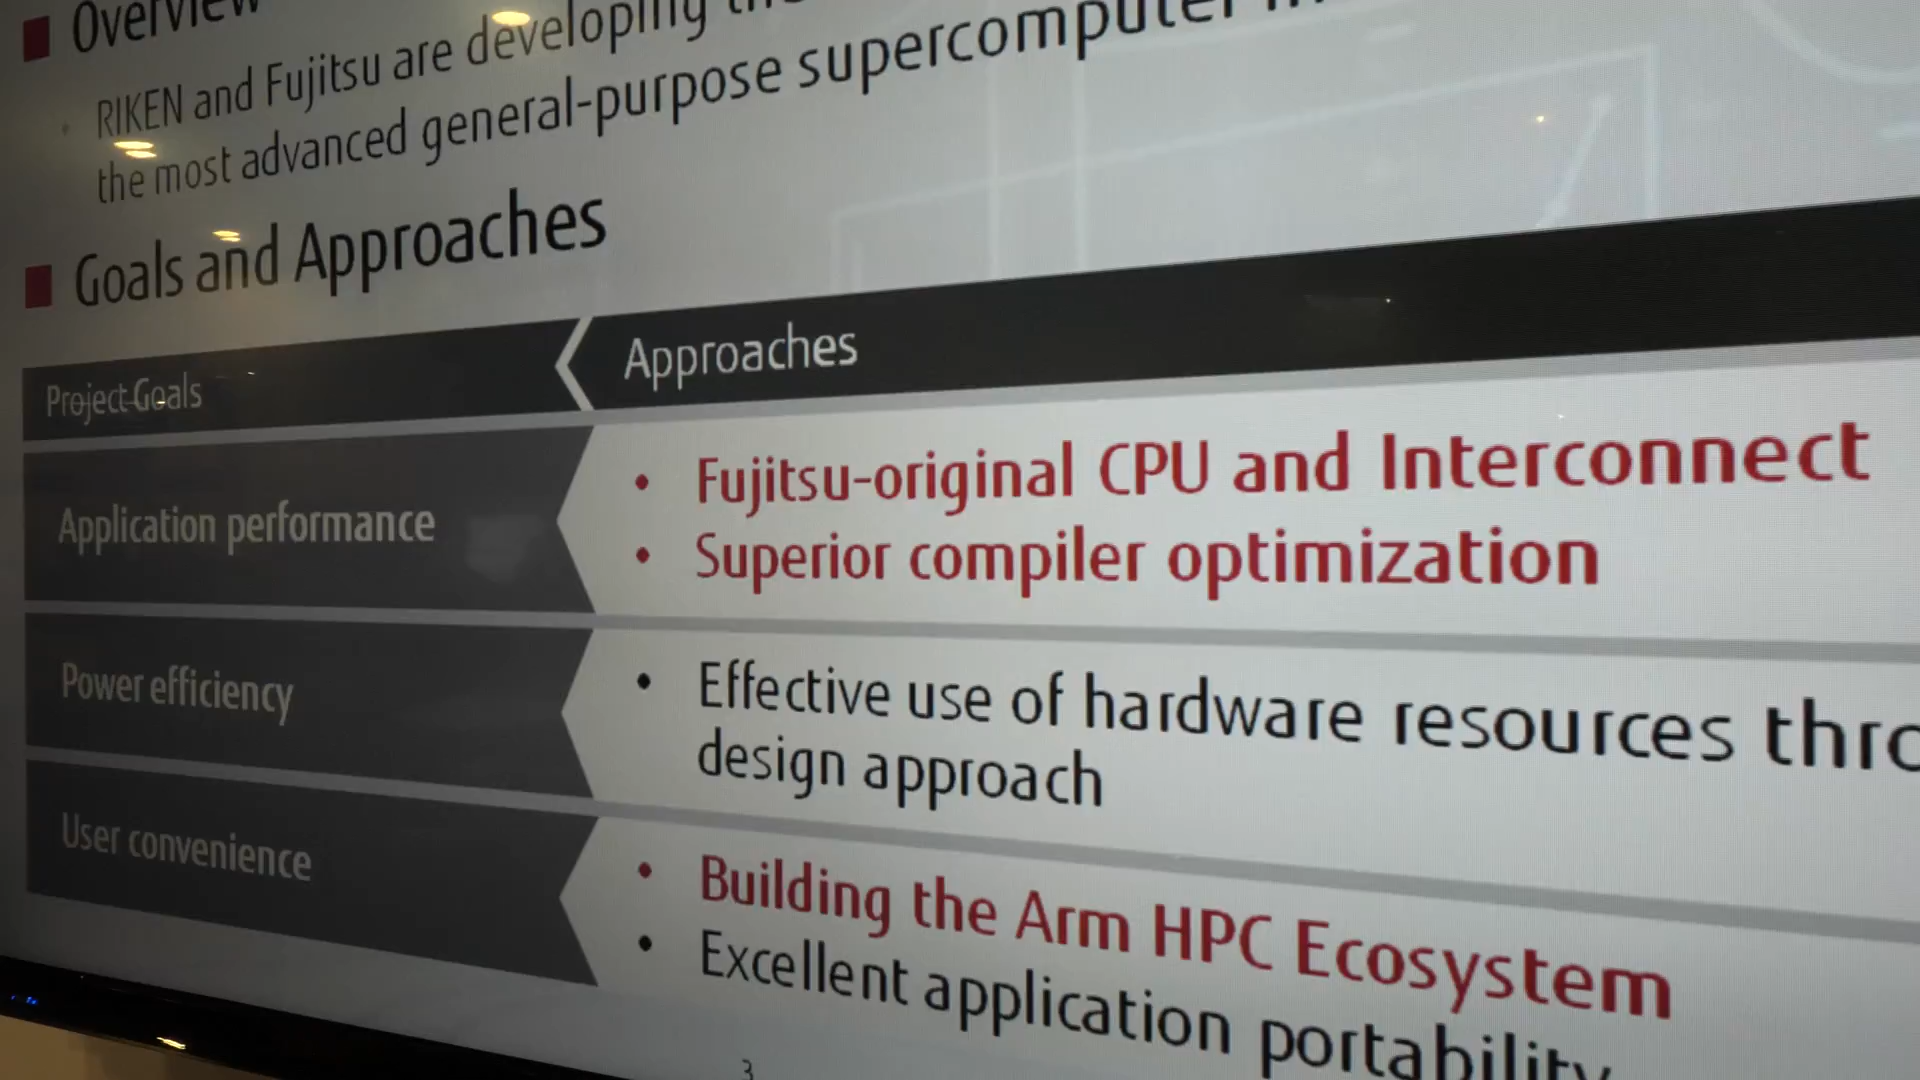 Overview
RIKEN and Fujitsu are developing
the most advanced general-purpose supercomputer
Goals and Approaches
Project Goals
Approaches
Application performance
• Fujitsu-original CPU and Interconnect
• Superior compiler optimization
Power efficiency
• Effective use of hardware resources
design approach
User convenience
• Building the Arm HPC Ecosystem
• Excellent application portability
3